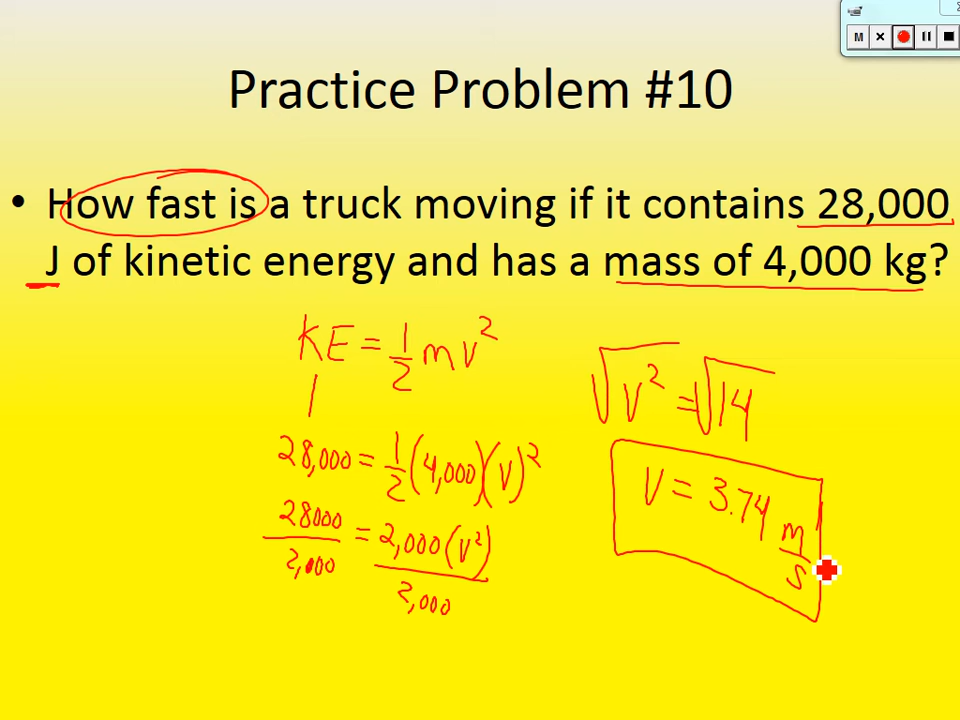 M
Practice Problem #10
• How fast is a truck moving if it contains 28,000
J of kinetic energy and has a mass of 4,000 kg?
KE = 1/2 mv²
28,000 = 1/2 (4,000)(v)²
28000/2,000 = 2,000(v²)/2,000
√v² = √14
V = 3.74 m/s